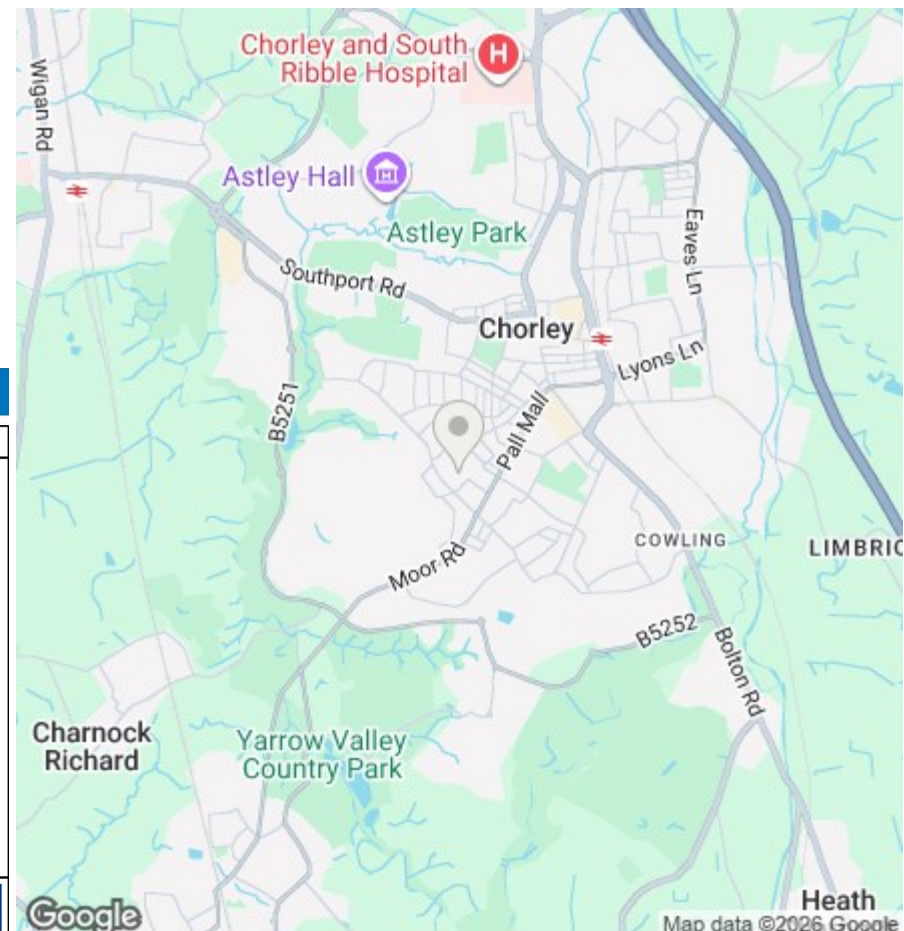 Chorley and South
Ribble Hospital
H
Wigan Rd
Astley Hall
Astley Park
Eaves Ln
Southport Rd
Chorley
Lyons Ln
B5251
Pall Mall
COWLING
LIMBRIC
Moor Rd
B5252
Bolton Rd
Charnock
Richard
Yarrow Valley
Country Park
Heath
Google
Map data ©2026 Google